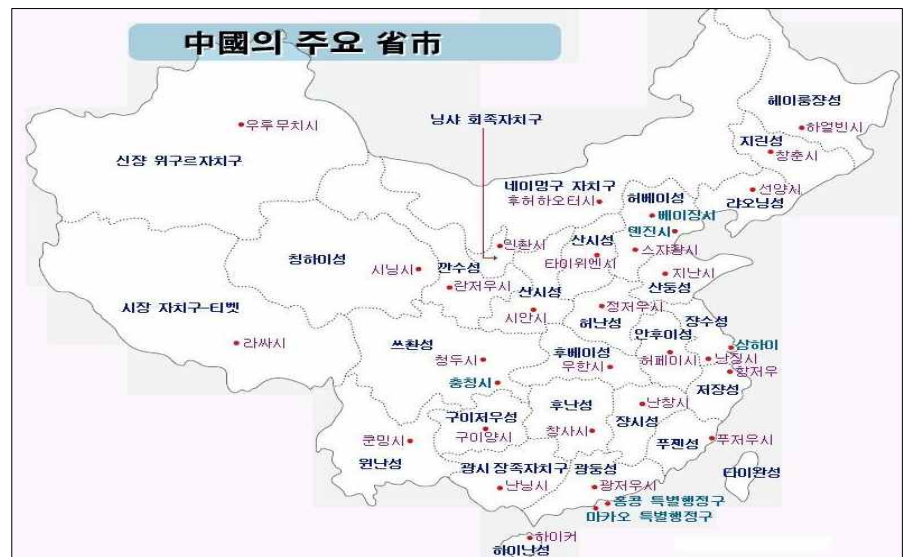 中國의 주요 省市
헤이룽쟝성
하얼빈시
닝샤 회족자치구
우루무치시
지린성
창춘시
신쟝 위구르자치구
네이멍구 자치구
후허하오터시
허베이성
선양시
랴오닝성
베이징시
톈진시
인촨시
산시성
스쟈좡시
칭하이성
시닝시
깐수성
타이위엔시
지난시
란저우시
산시성
산둥성
시장 자치구-티벳
시안시
정저우시
허난성
쟝수성
안후이성
라싸시
쓰촨성
청두시
후베이성
우한시
허페이시
상하이
난징시
항저우
충칭시
저쟝성
구이저우성
후난성
난창시
쿤밍시
구이양시
창사시
쟝시성
푸젠성
푸저우시
윈난성
광시 장족자치구
광둥성
타이완성
난닝시
광저우시
홍콩 특별행정구
마카오 특별행정구
하이커
하이난성